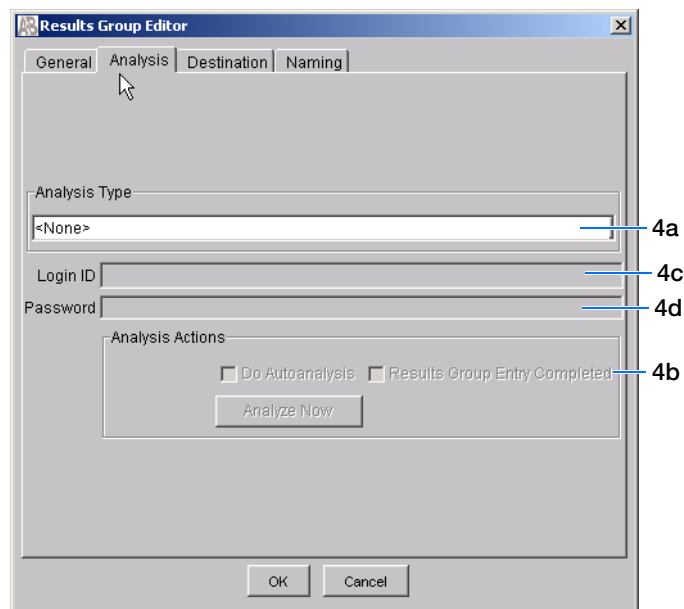 Results Group Editor
General Analysis Destination Naming
Analysis Type
<None> 4a
Login ID 4c
Password 4d
Analysis Actions
Do Autoanalysis Results Group Entry Completed 4b
Analyze Now
OK Cancel